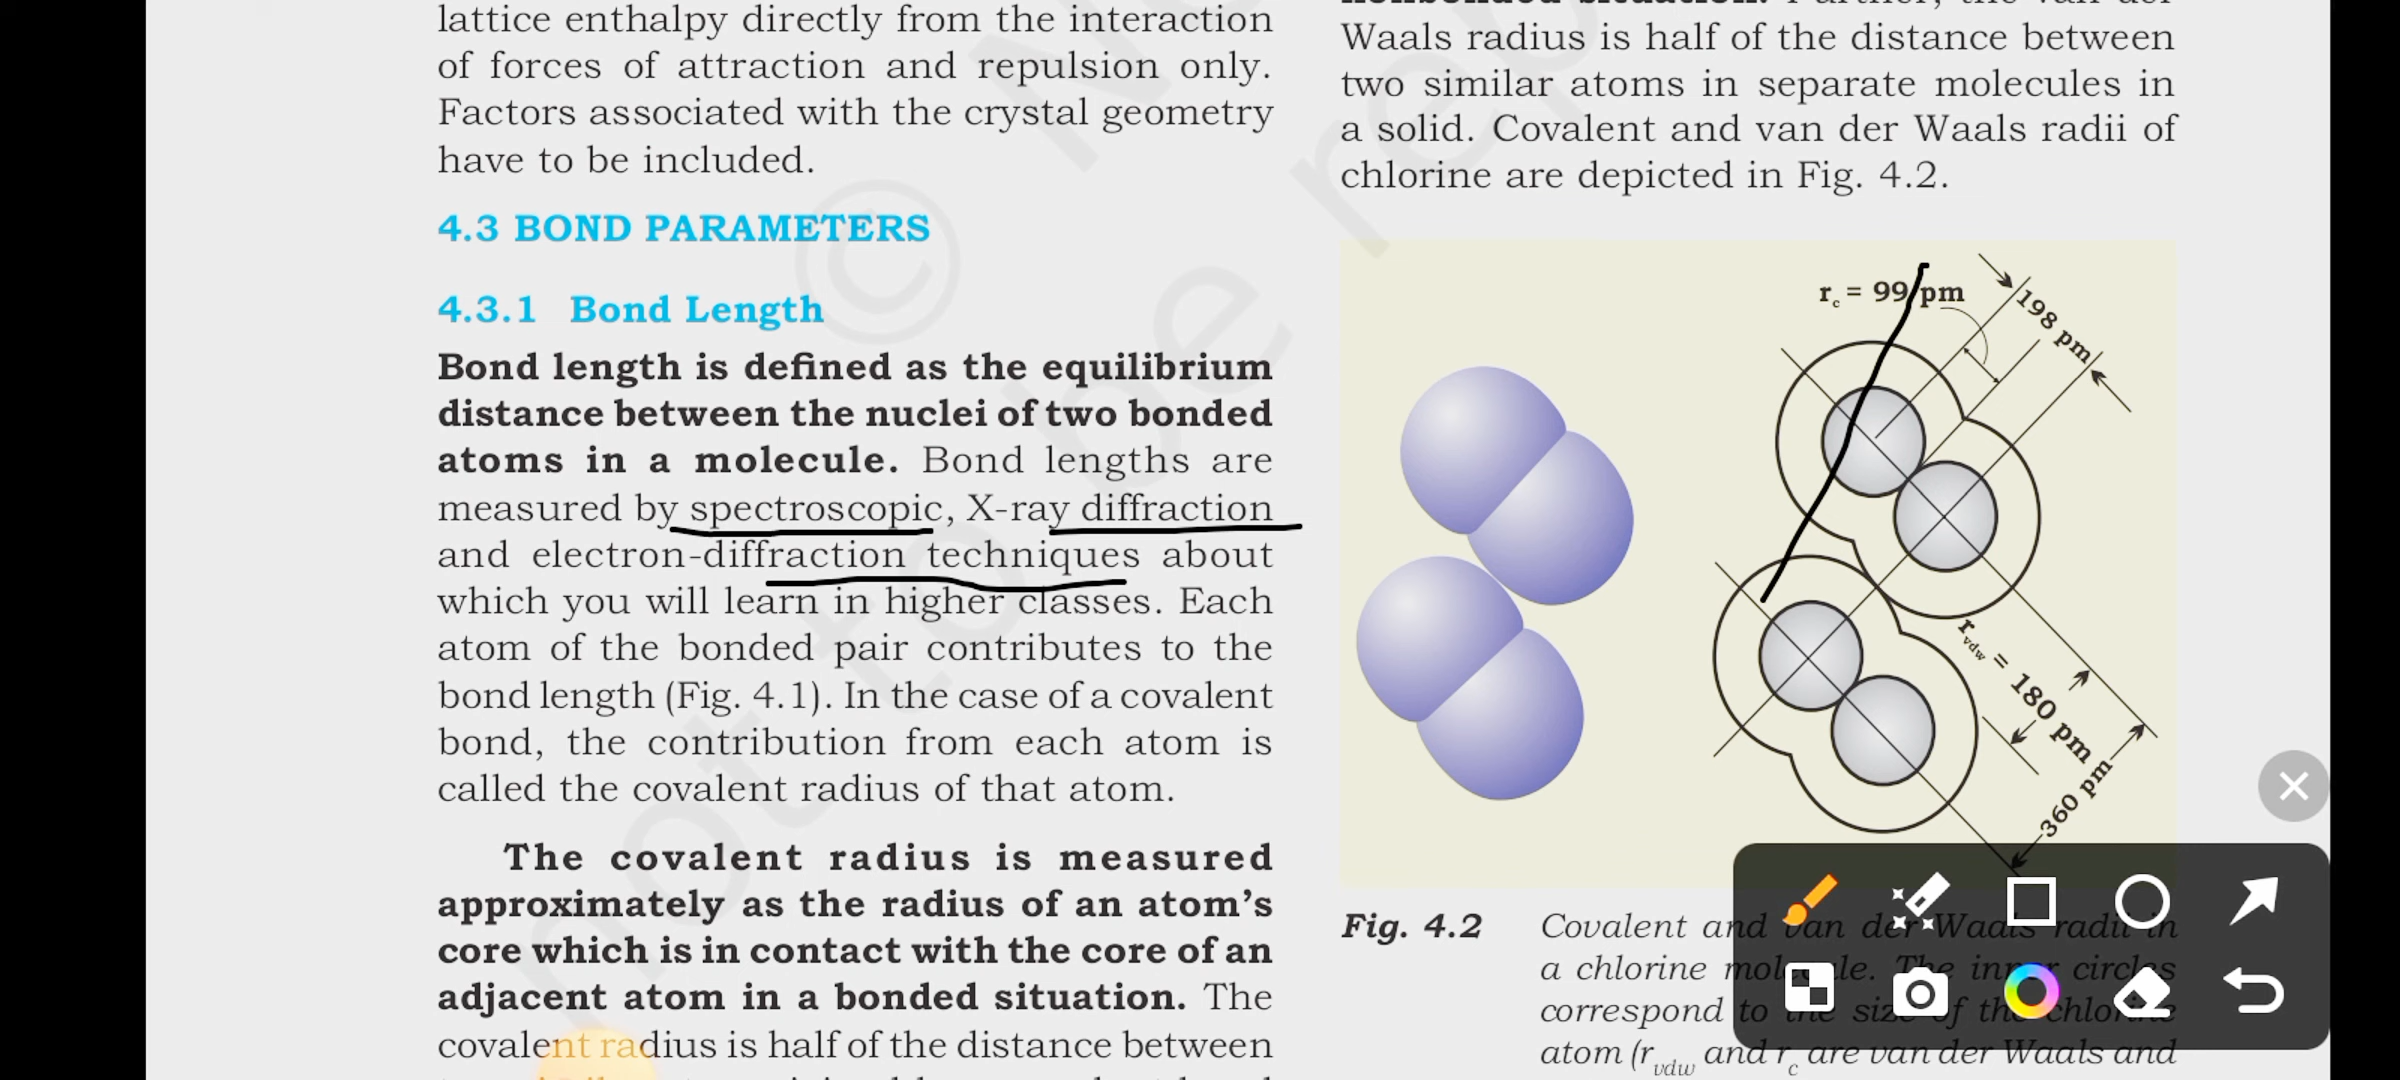 lattice enthalpy directly from the interaction
of forces of attraction and repulsion only.
Factors associated with the crystal geometry
have to be included.
4.3 BOND PARAMETERS
4.3.1 Bond Length
Bond length is defined as the equilibrium
distance between the nuclei of two bonded
atoms in a molecule. Bond lengths are
measured by spectroscopic, X-ray diffraction
and electron-diffraction techniques about
which you will learn in higher classes. Each
atom of the bonded pair contributes to the
bond length (Fig. 4.1). In the case of a covalent
bond, the contribution from each atom is
called the covalent radius of that atom.
The covalent radius is measured
approximately as the radius of an atom's
core which is in contact with the core of an
adjacent atom in a bonded situation. The
covalent radius is half of the distance between
Waals radius is half of the distance between
two similar atoms in separate molecules in
a solid. Covalent and van der Waals radii of
chlorine are depicted in Fig. 4.2.
rc = 99 pm
198 pm
rvdw = 180 pm
360 pm
Fig. 4.2 Covalent and van der Waals radii in
a chlorine molecule. The inner circles
correspond to the size of the chlorine
atom (rvdw and rc are van der Waals and
© not to be